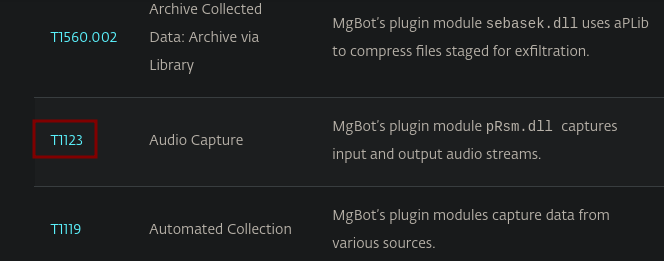 Archive Collected
T1560.002 Data: Archive via
Library
MgBot's plugin module sebasek.dll uses aPLib
to compress files staged for exfiltration.
T1123
Audio Capture
MgBot's plugin module pRsm.dll captures
input and output audio streams.
T1119
Automated Collection
MgBot's plugin modules capture data from
various sources.